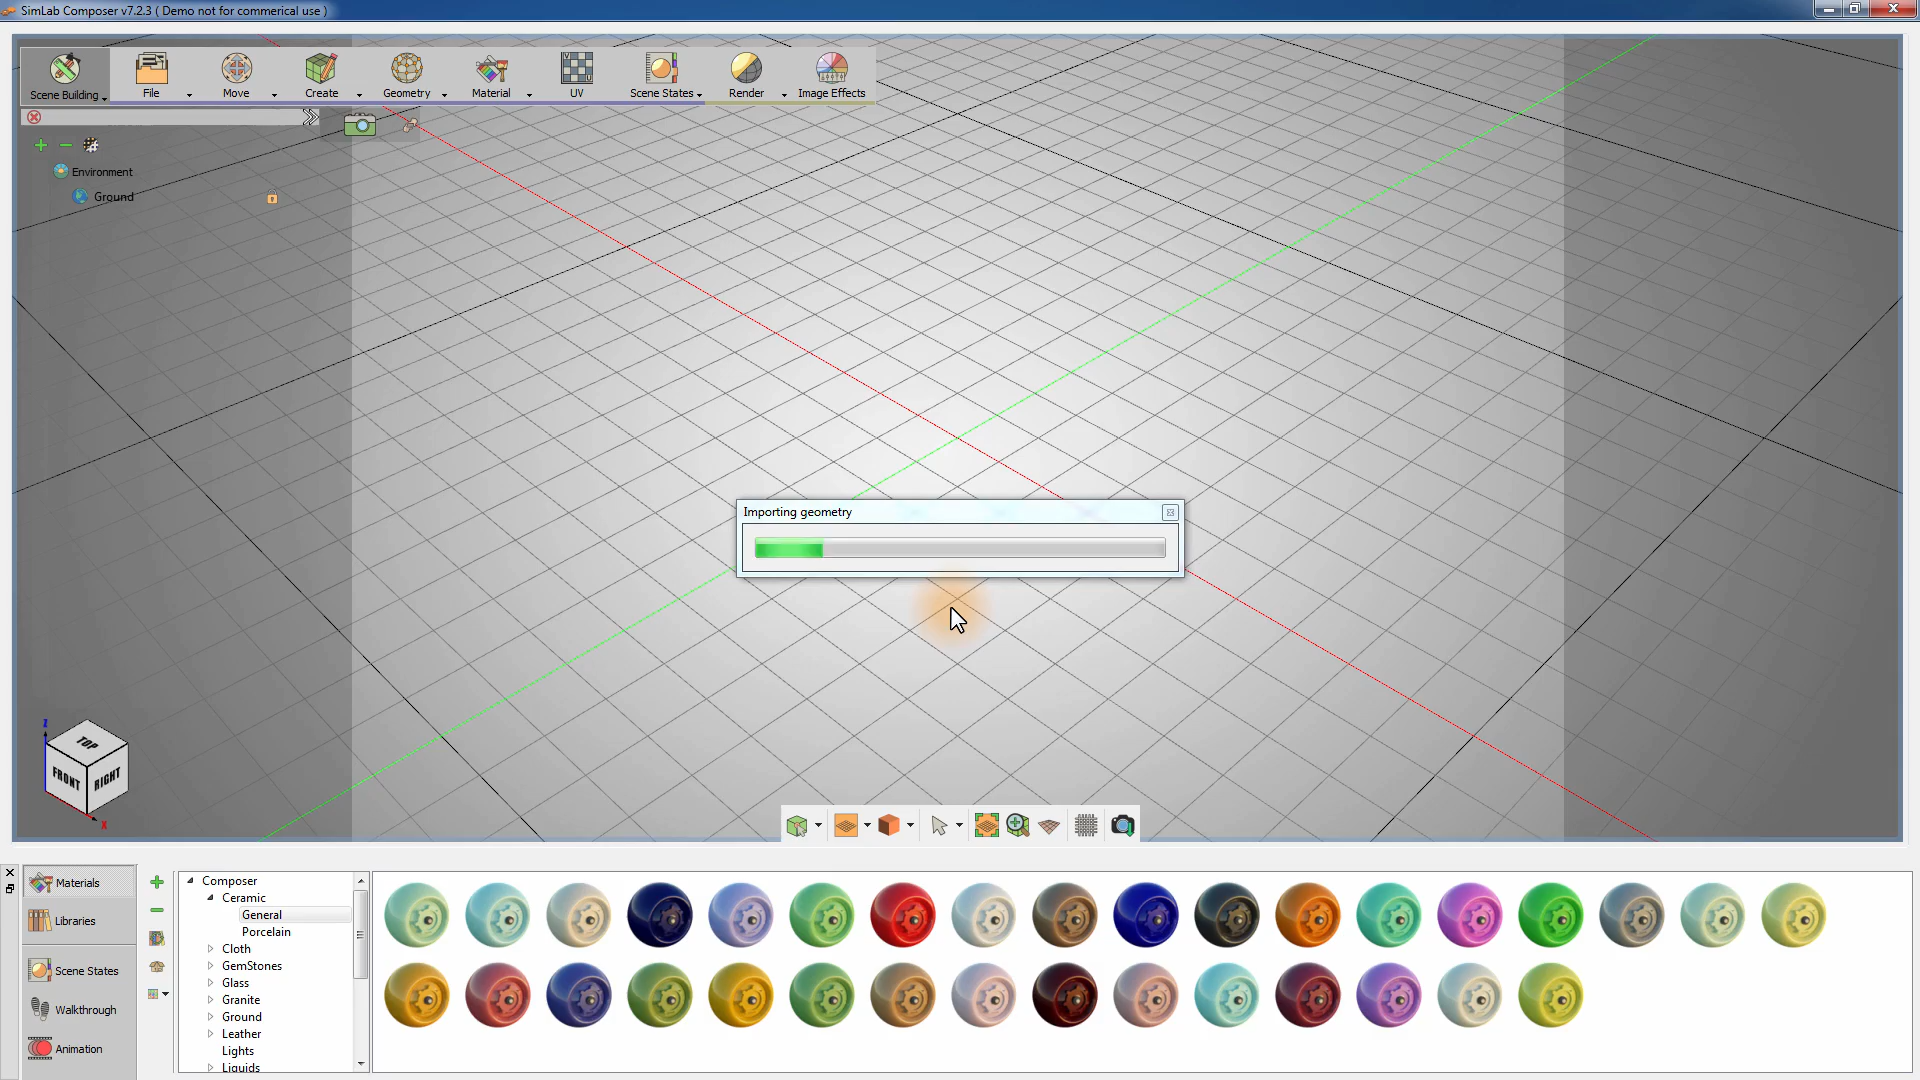 SimLab Composer v7.2.3 ( Demo not for commerical use )
Scene Building
File
Move
Create
Geometry
Material
UV
Scene States
Render
Image Effects
Environment
Ground
Importing geometry
Z
TOP
FRONT
RIGHT
X
Materials
Libraries
Scene States
Walkthrough
Animation
Composer
Ceramic
General
Porcelain
Cloth
GemStones
Glass
Granite
Ground
Leather
Lights
Liquids